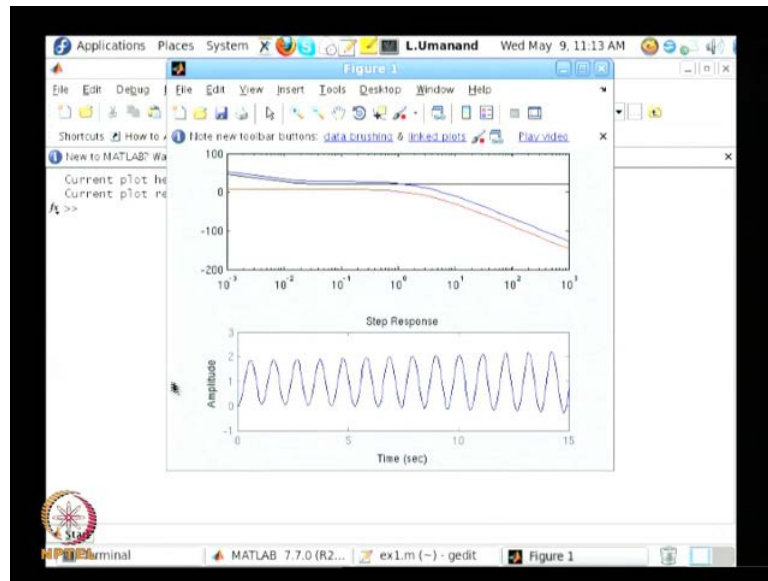 Applications Places System L.Umanand Wed May 9, 11:13 AM
Figure 1
File Edit Debug File Edit View Insert Tools Desktop Window Help
Shortcuts How to Note new toolbar buttons: data brushing & linked plots Play video
New to MATLAB? Wa
Current plot he
Current plot re
fx >>
100
0
-100
-200
10^-3 10^-2 10^-1 10^0 10^1 10^2 10^3
Step Response
Amplitude
3
2
1
0
-1
0 5 10 15
Time (sec)
Start
NPTEL Terminal MATLAB 7.7.0 (R2... ex1.m (~) - gedit Figure 1